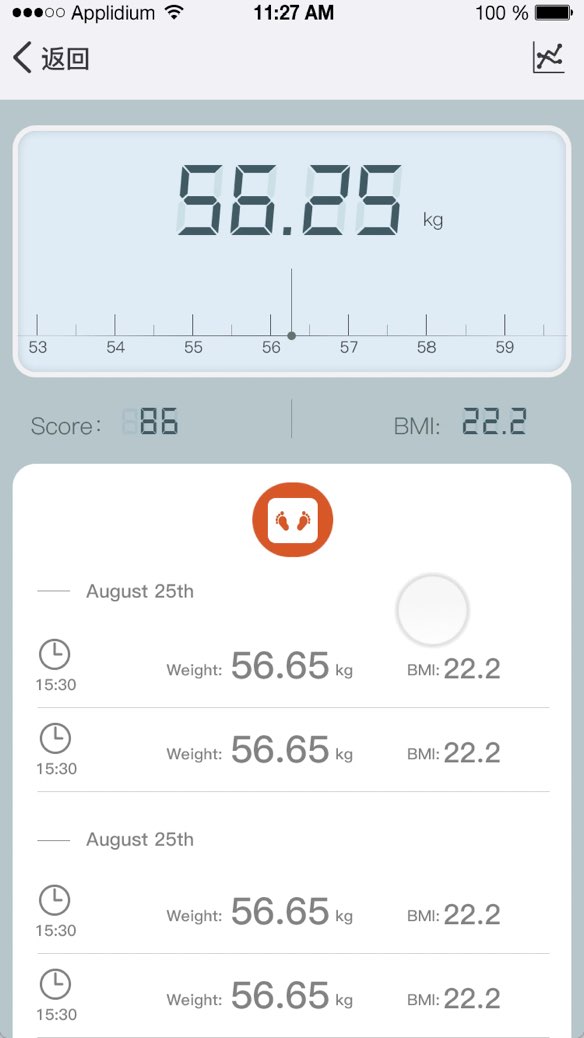 Applidium 11:27 AM 100 %
返回
56.25 kg
53 54 55 56 57 58 59
Score: 86 BMI: 22.2
August 25th
Weight: 56.65 kg BMI: 22.2
15:30
Weight: 56.65 kg BMI: 22.2
15:30
August 25th
Weight: 56.65 kg BMI: 22.2
15:30
Weight: 56.65 kg BMI: 22.2
15:30